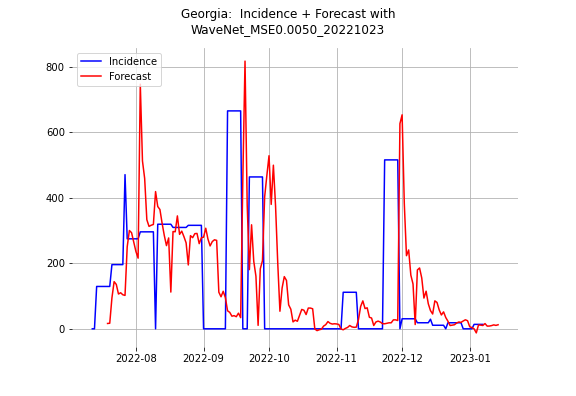 Georgia:  Incidence + Forecast with
WaveNet_MSE0.0050_20221023
Incidence
Forecast
800
600
400
200
0
2022-08 2022-09 2022-10 2022-11 2022-12 2023-01